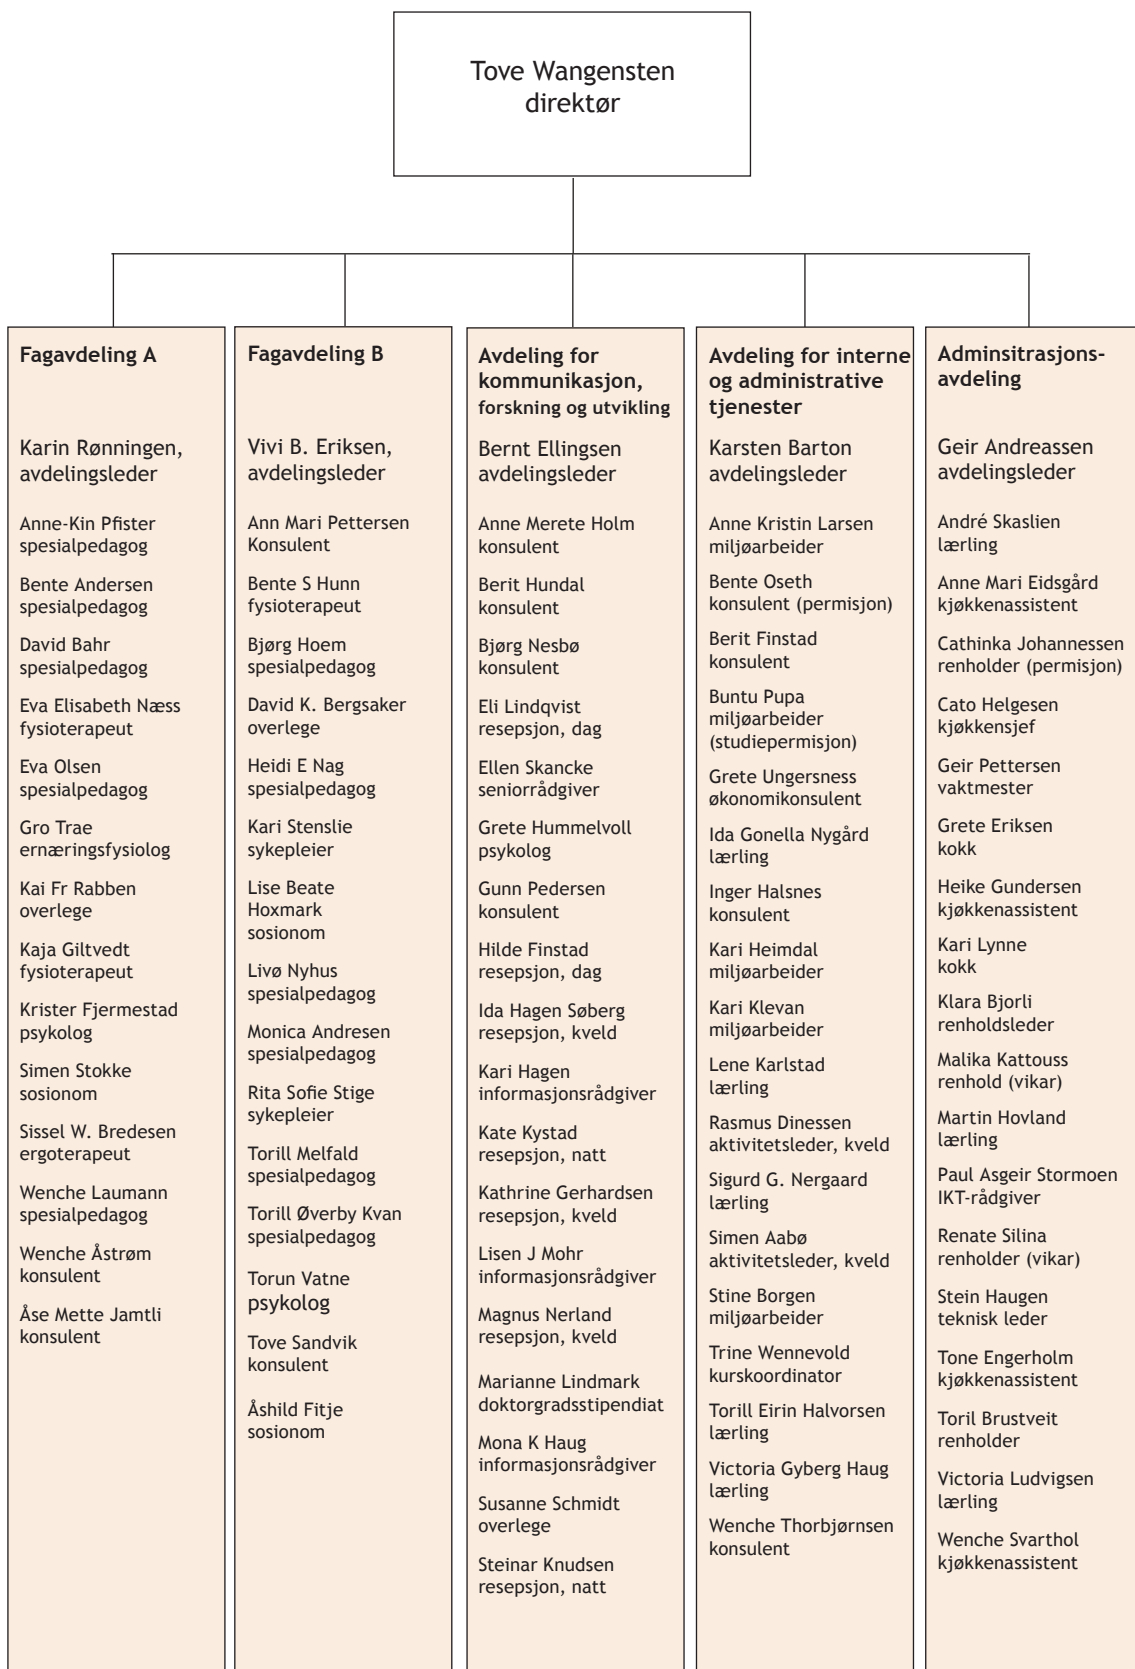 Tove Wangensten
direktør
Fagavdeling A
Karin Rønningen,
avdelingsleder
Anne-Kin Pfister
spesialpedagog
Bente Andersen
spesialpedagog
David Bahr
spesialpedagog
Eva Elisabeth Næss
fysioterapeut
Eva Olsen
spesialpedagog
Gro Trae
ernæringsfysiolog
Kai Fr Rabben
overlege
Kaja Giltvedt
fysioterapeut
Krister Fjermestad
psykolog
Simen Stokke
sosionom
Sissel W. Bredesen
ergoterapeut
Wenche Laumann
spesialpedagog
Wenche Åstrøm
konsulent
Åse Mette Jamtli
konsulent
Fagavdeling B
Vivi B. Eriksen,
avdelingsleder
Ann Mari Pettersen
Konsulent
Bente S Hunn
fysioterapeut
Bjørg Hoem
spesialpedagog
David K. Bergsaker
overlege
Heidi E Nag
spesialpedagog
Kari Stenslie
sykepleier
Lise Beate
Hoxmark
sosionom
Livø Nyhus
spesialpedagog
Monica Andresen
spesialpedagog
Rita Sofie Stige
sykepleier
Torill Melfald
spesialpedagog
Torill Øverby Kvan
spesialpedagog
Torun Vatne
psykolog
Tove Sandvik
konsulent
Åshild Fitje
sosionom
Avdeling for
kommunikasjon,
forskning og utvikling
Bernt Ellingsen
avdelingsleder
Anne Merete Holm
konsulent
Berit Hundal
konsulent
Bjørg Nesbø
konsulent
Eli Lindqvist
resepsjon, dag
Ellen Skancke
seniorrådgiver
Grete Hummelvoll
psykolog
Gunn Pedersen
konsulent
Hilde Finstad
resepsjon, dag
Ida Hagen Søberg
resepsjon, kveld
Kari Hagen
informasjonsrådgiver
Kate Kystad
resepsjon, natt
Kathrine Gerhardsen
resepsjon, kveld
Lisen J Mohr
informasjonsrådgiver
Magnus Nerland
resepsjon, kveld
Marianne Lindmark
doktorgradsstipendiat
Mona K Haug
informasjonsrådgiver
Susanne Schmidt
overlege
Steinar Knudsen
resepsjon, natt
Avdeling for interne
og administrative
tjenester
Karsten Barton
avdelingsleder
Anne Kristin Larsen
miljøarbeider
Bente Oseth
konsulent (permisjon)
Berit Finstad
konsulent
Buntu Pupa
miljøarbeider
(studiepermisjon)
Grete Ungersness
økonomikonsulent
Ida Gonella Nygård
lærling
Inger Halsnes
konsulent
Kari Heimdal
miljøarbeider
Kari Klevan
miljøarbeider
Lene Karlstad
lærling
Rasmus Dinessen
aktivitetsleder, kveld
Sigurd G. Nergaard
lærling
Simen Aabø
aktivitetsleder, kveld
Stine Borgen
miljøarbeider
Trine Wennevold
kurskoordinator
Torill Eirin Halvorsen
lærling
Victoria Gyberg Haug
lærling
Wenche Thorbjørnsen
konsulent
Adminsitrasjons-
avdeling
Geir Andreassen
avdelingsleder
André Skaslien
lærling
Anne Mari Eidsgård
kjøkkenassistent
Cathinka Johannessen
renholder (permisjon)
Cato Helgesen
kjøkkensjef
Geir Pettersen
vaktmester
Grete Eriksen
kokk
Heike Gundersen
kjøkkenassistent
Kari Lynne
kokk
Klara Bjorli
renholdsleder
Malika Kattouss
renhold (vikar)
Martin Hovland
lærling
Paul Asgeir Stormoen
IKT-rådgiver
Renate Silina
renholder (vikar)
Stein Haugen
teknisk leder
Tone Engerholm
kjøkkenassistent
Toril Brustveit
renholder
Victoria Ludvigsen
lærling
Wenche Svarthol
kjøkkenassistent